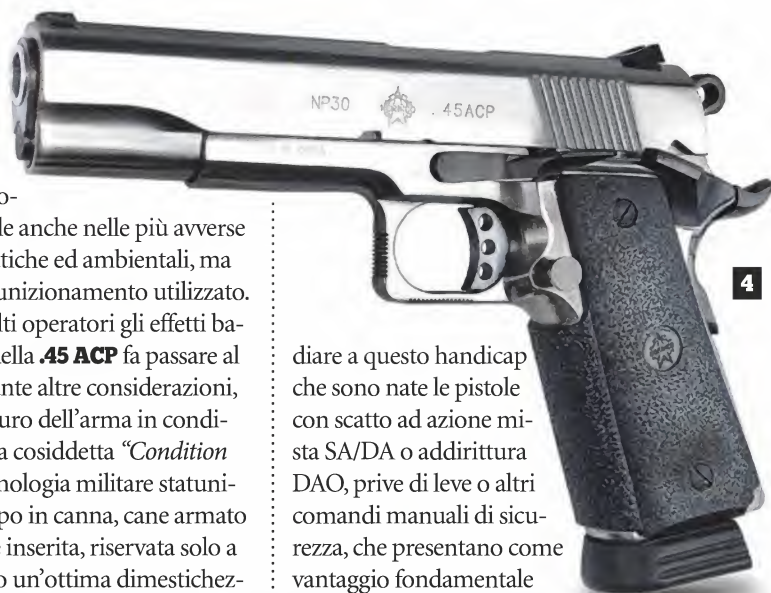 NP30 .45ACP
o-
le anche nelle più avverse
tiche ed ambientali, ma
unizionamento utilizzato.
lti operatori gli effetti ba-
nella .45 ACP fa passare al
ante altre considerazioni,
uro dell'arma in condi-
a cosiddetta “Condition
nologia militare statuni-
po in canna, cane armato
e inserita, riservata solo a
o un'ottima dimestichez-
4
diare a questo handicap
che sono nate le pistole
con scatto ad azione mi-
sta SA/DA o addirittura
DAO, prive di leve o altri
comandi manuali di sicu-
rezza, che presentano come
vantaggio fondamentale